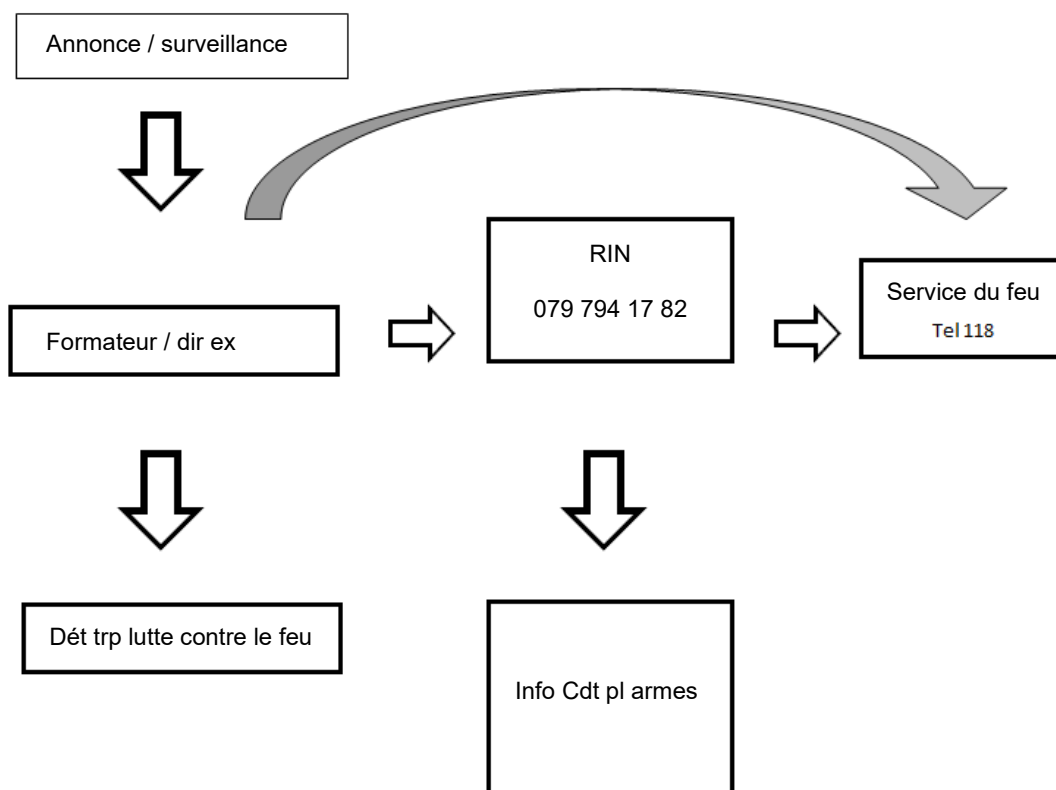 Annonce / surveillance
RIN
079 794 17 82
Service du feu
Tel 118
Formateur / dir ex
Dét trp lutte contre le feu
Info Cdt pl armes